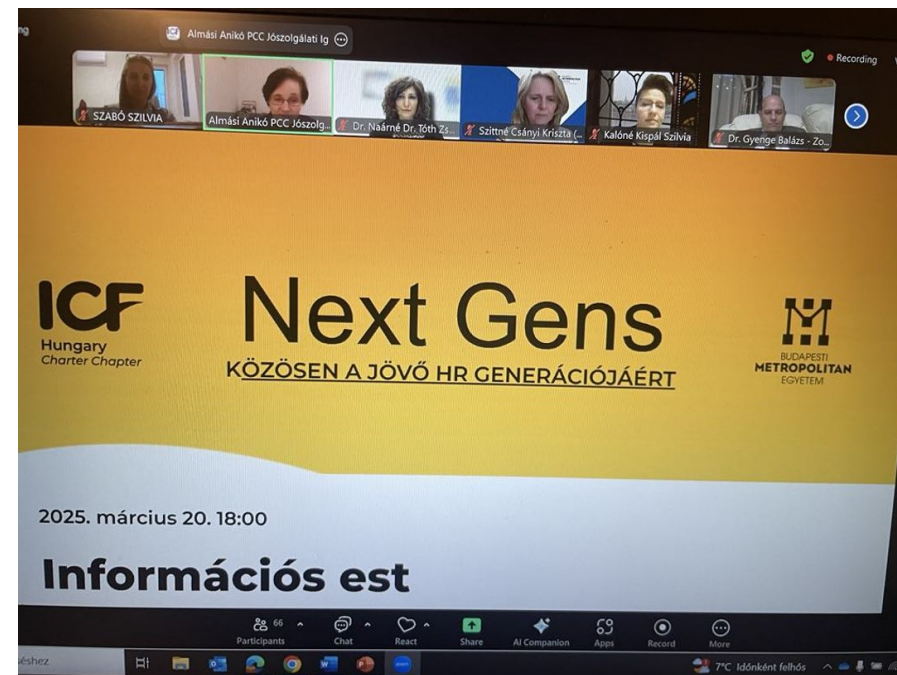 Almási Anikó PCC Jószolgálati Ig
Recording
SZABÓ SZILVIA
Almási Anikó PCC Jószolg...
Dr. Naárné Dr. Tóth Zs...
Szittné Csányi Kriszta (...
Kalóné Kispál Szilvia
Dr. Gyenge Balázs - Zo...
ICF
Hungary
Charter Chapter
Next Gens
KÖZÖSEN A JÖVŐ HR GENERÁCIÓJÁÉRT
BUDAPESTI
METROPOLITAN
EGYETEM
2025. március 20. 18:00
Információs est
66
Participants
Chat
React
Share
AI Companion
Apps
Record
More
7°C Időnként felhős